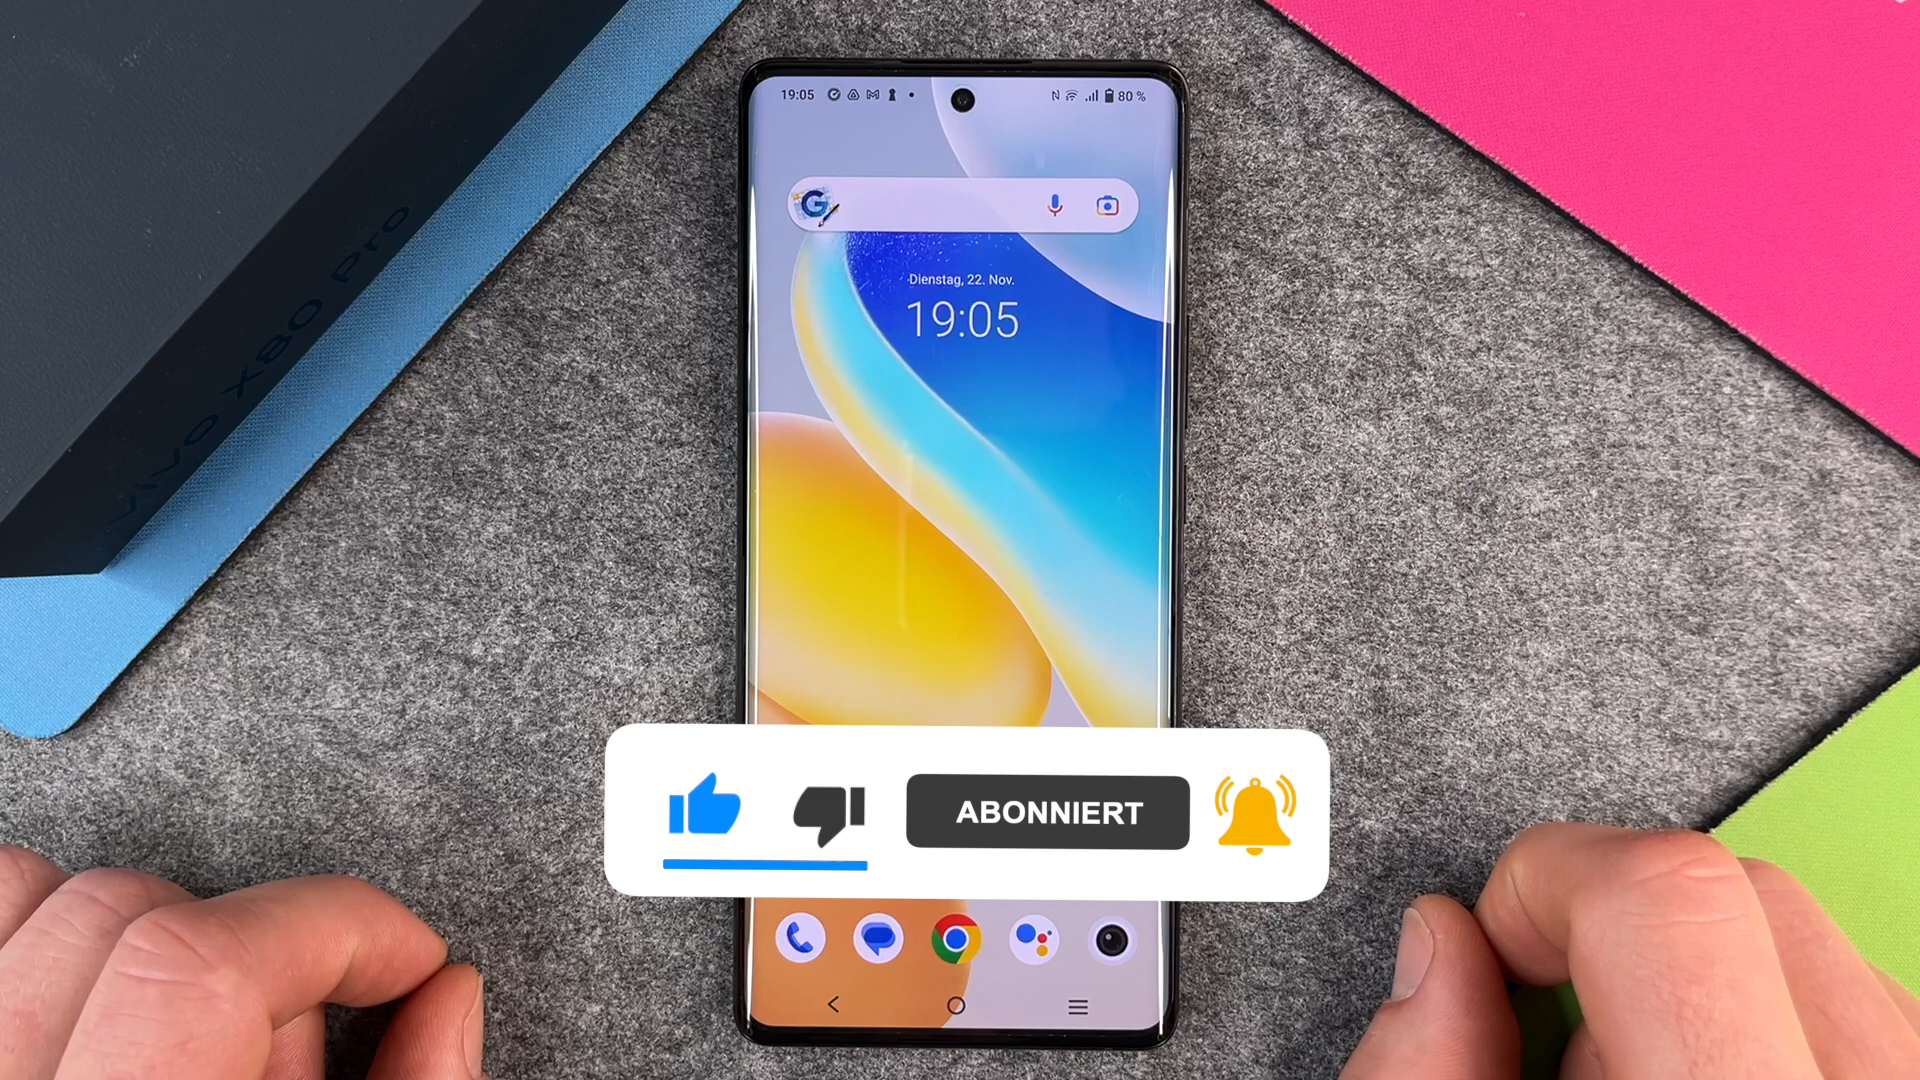 19:05
80 %
Dienstag, 22. Nov.
19:05
vivo X80 Pro
ABONNIERT